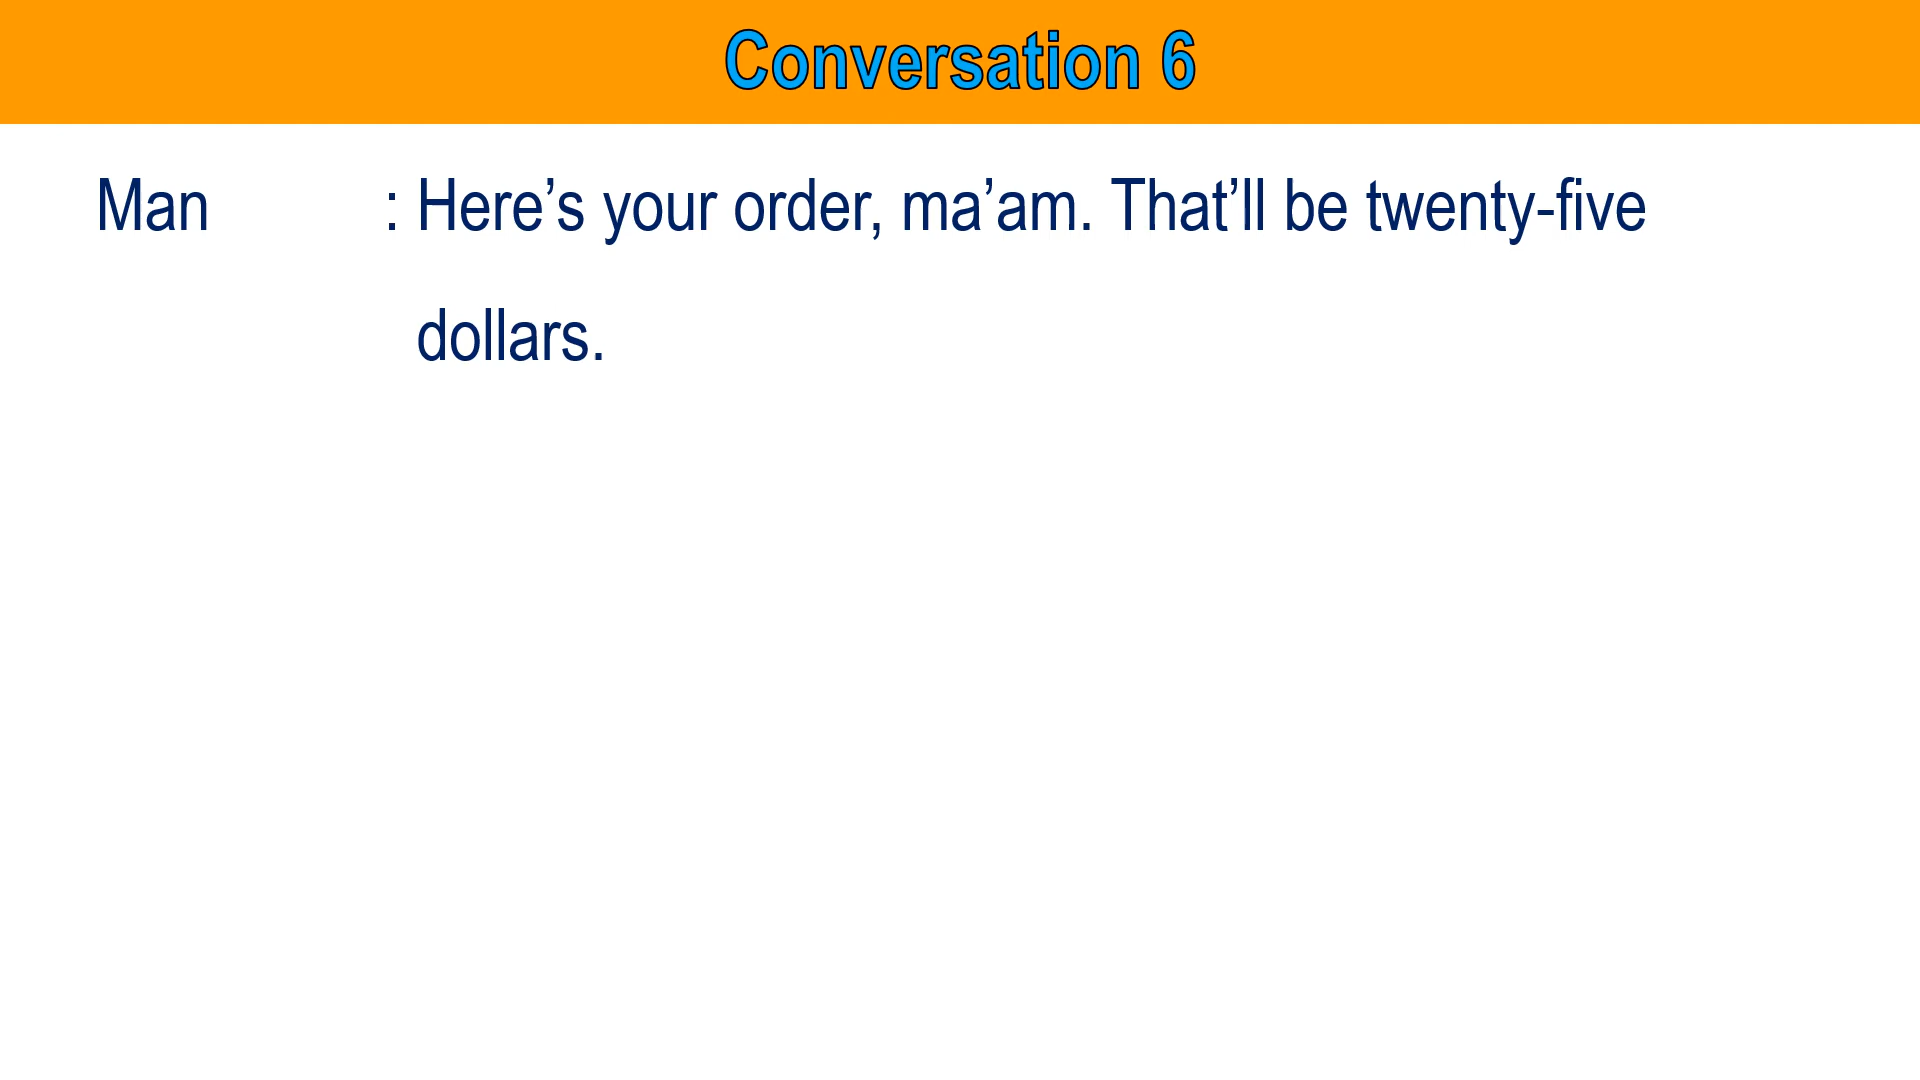 Conversation 6
Man : Here’s your order, ma’am. That’ll be twenty-five
dollars.